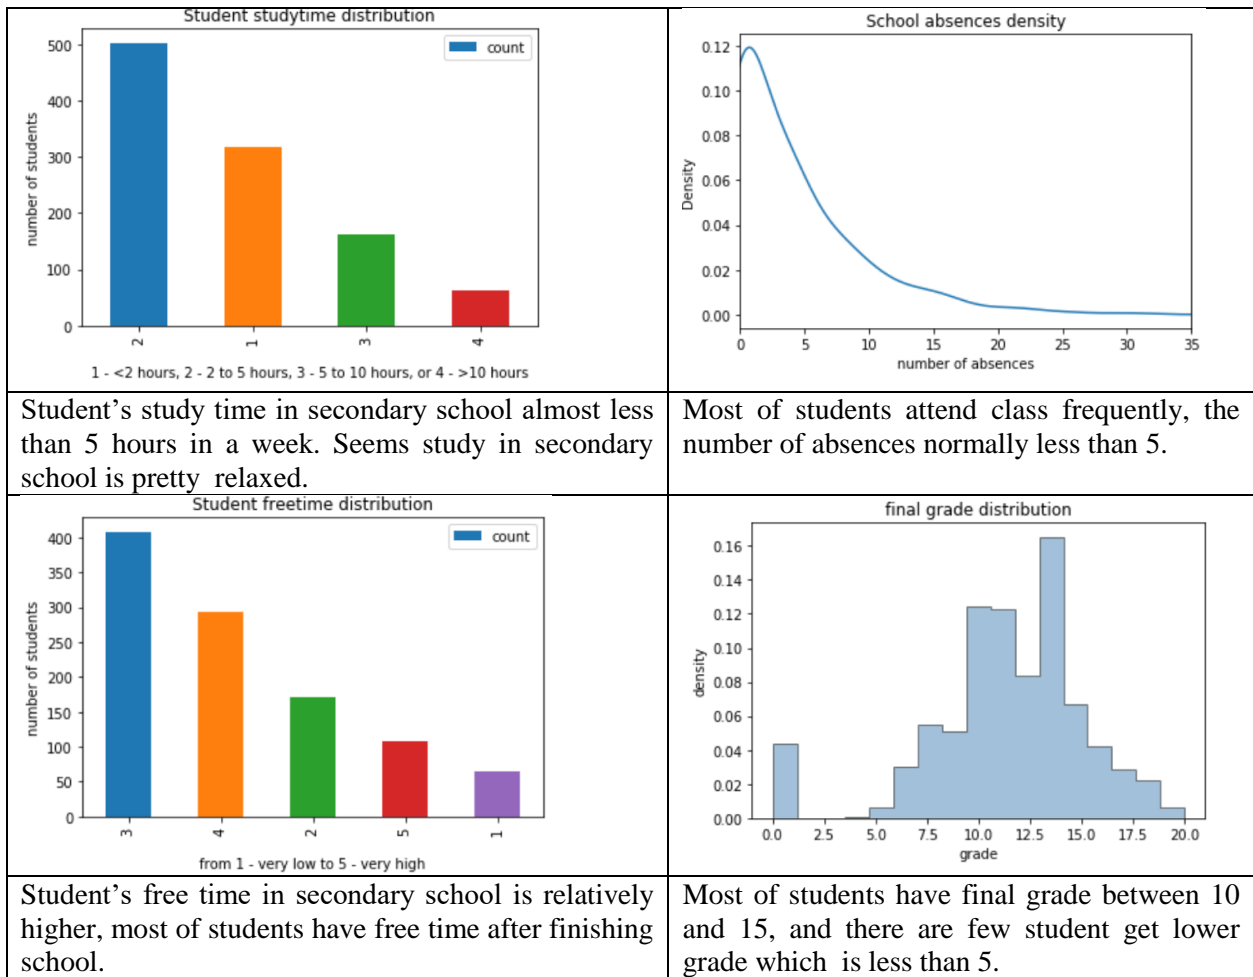 Student studytime distribution
count
500
400
300
200
100
0
number of students
2
1
3
4
1 - <2 hours, 2 - 2 to 5 hours, 3 - 5 to 10 hours, or 4 - >10 hours
School absences density
0.12
0.10
0.08
0.06
0.04
0.02
0.00
Density
0
5
10
15
20
25
30
35
number of absences
Student's study time in secondary school almost less
than 5 hours in a week. Seems study in secondary
school is pretty relaxed.
Most of students attend class frequently, the
number of absences normally less than 5.
Student freetime distribution
count
400
350
300
250
200
150
100
50
0
number of students
3
4
2
5
1
from 1 - very low to 5 - very high
final grade distribution
0.16
0.14
0.12
0.10
0.08
0.06
0.04
0.02
0.00
density
0.0
2.5
5.0
7.5
10.0
12.5
15.0
17.5
20.0
grade
Student's free time in secondary school is relatively
higher, most of students have free time after finishing
school.
Most of students have final grade between 10
and 15, and there are few student get lower
grade which is less than 5.